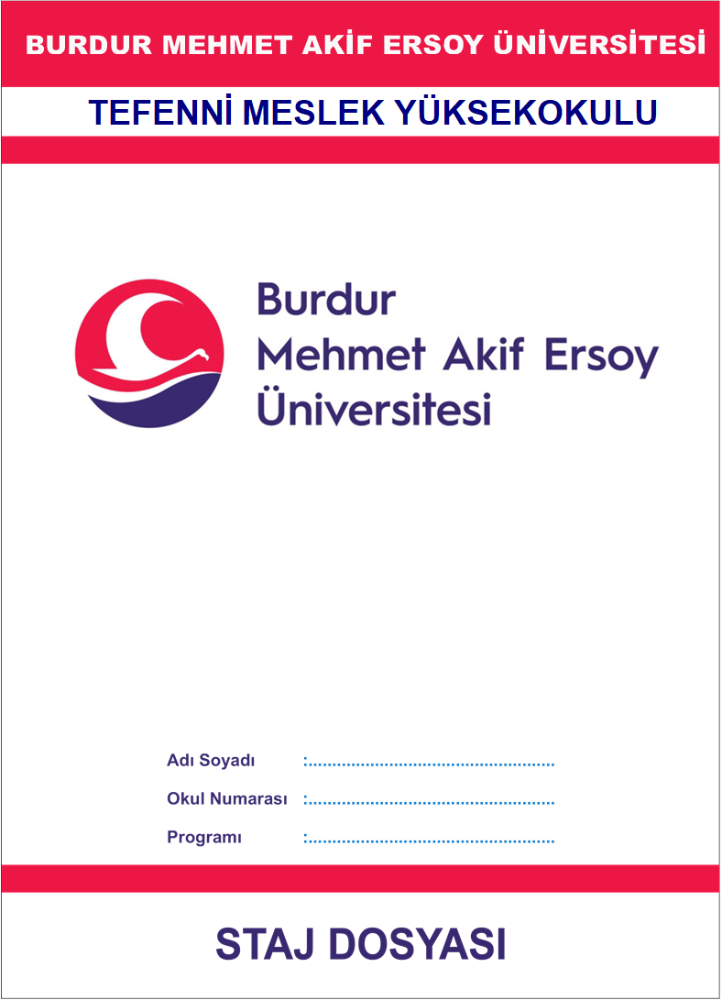 BURDUR MEHMET AKİF ERSOY ÜNİVERSİTESİ
TEFENNİ MESLEK YÜKSEKOKULU
Burdur
Mehmet Akif Ersoy
Üniversitesi
Adı Soyadı :....................................................
Okul Numarası :....................................................
Programı :....................................................
STAJ DOSYASI